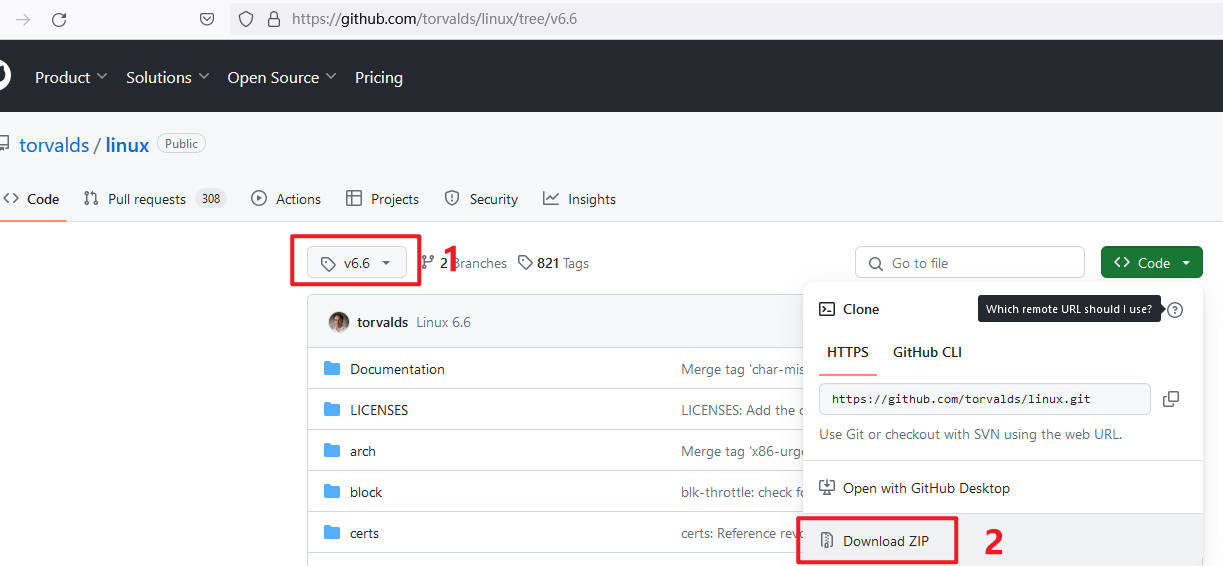 https://github.com/torvalds/linux/tree/v6.6
Product Solutions Open Source Pricing
torvalds / linux Public
Code Pull requests 308 Actions Projects Security Insights
v6.6 1 2 Branches 821 Tags Go to file Code
torvalds Linux 6.6
Clone Which remote URL should I use?
HTTPS GitHub CLI
Documentation Merge tag 'char-mis
https://github.com/torvalds/linux.git
LICENSES LICENSES: Add the c
Use Git or checkout with SVN using the web URL.
arch Merge tag 'x86-urge
Open with GitHub Desktop
block blk-throttle: check fo
certs certs: Reference revo
Download ZIP 2